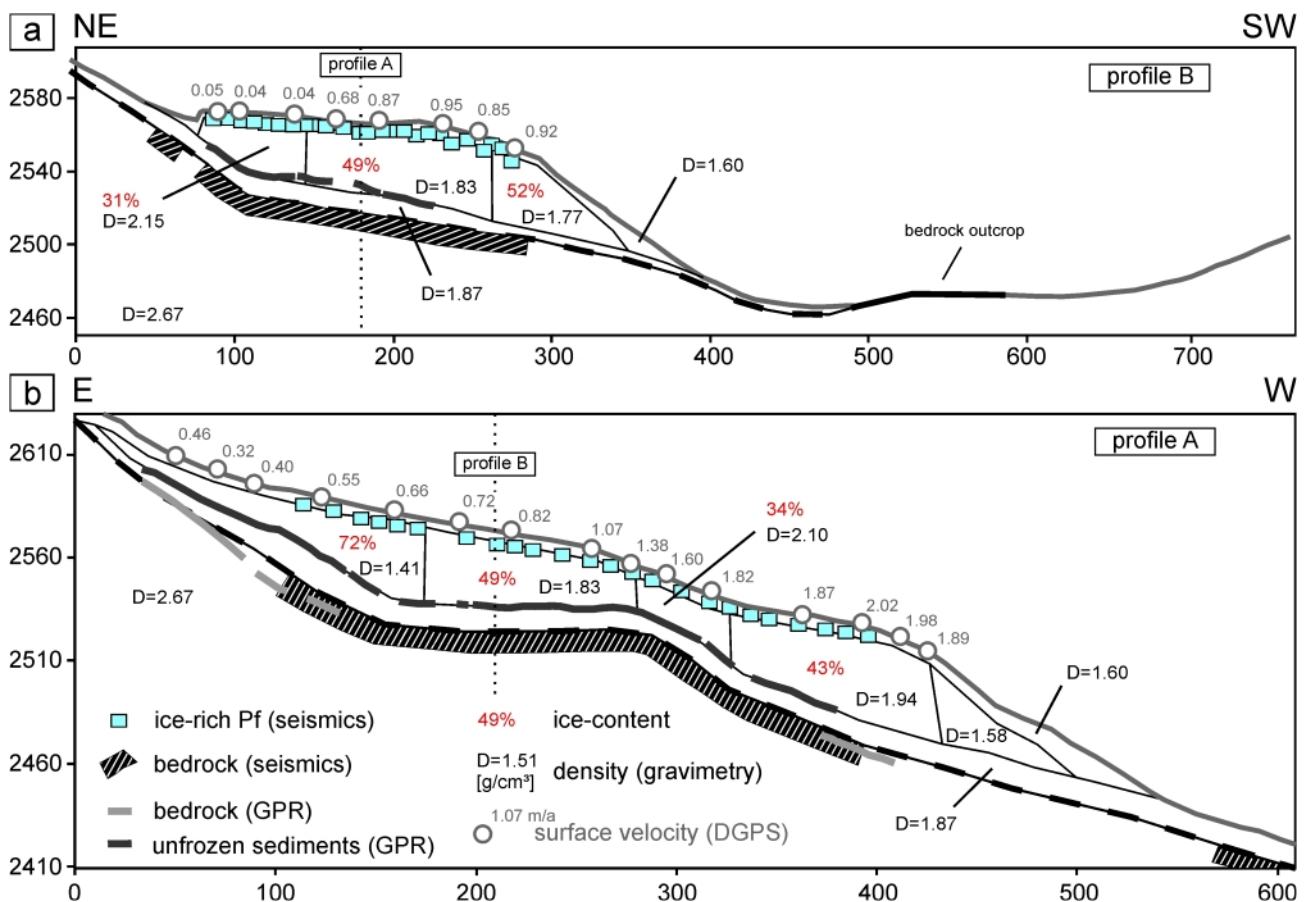 a NE SW
profile A
profile B
0.05 0.04 0.04 0.68 0.87 0.95 0.85 0.92
2580
2540
2500
2460
D=1.60
49%
D=1.83
52%
31%
D=2.15
D=1.77
bedrock outcrop
D=1.87
D=2.67
0 100 200 300 400 500 600 700
b E W
profile A
profile B
2610
2560
2510
2460
2410
0.46 0.32 0.40 0.55 0.66 0.72 0.82 1.07 1.38 1.60 1.82 1.87 2.02 1.98 1.89
34%
D=2.10
72%
D=1.41
49%
D=1.83
D=2.67
43%
D=1.60
D=1.94
D=1.58
D=1.87
ice-rich Pf (seismics)
bedrock (seismics)
bedrock (GPR)
unfrozen sediments (GPR)
49% ice-content
D=1.51
[g/cm³] density (gravimetry)
1.07 m/a
surface velocity (DGPS)
0 100 200 300 400 500 600